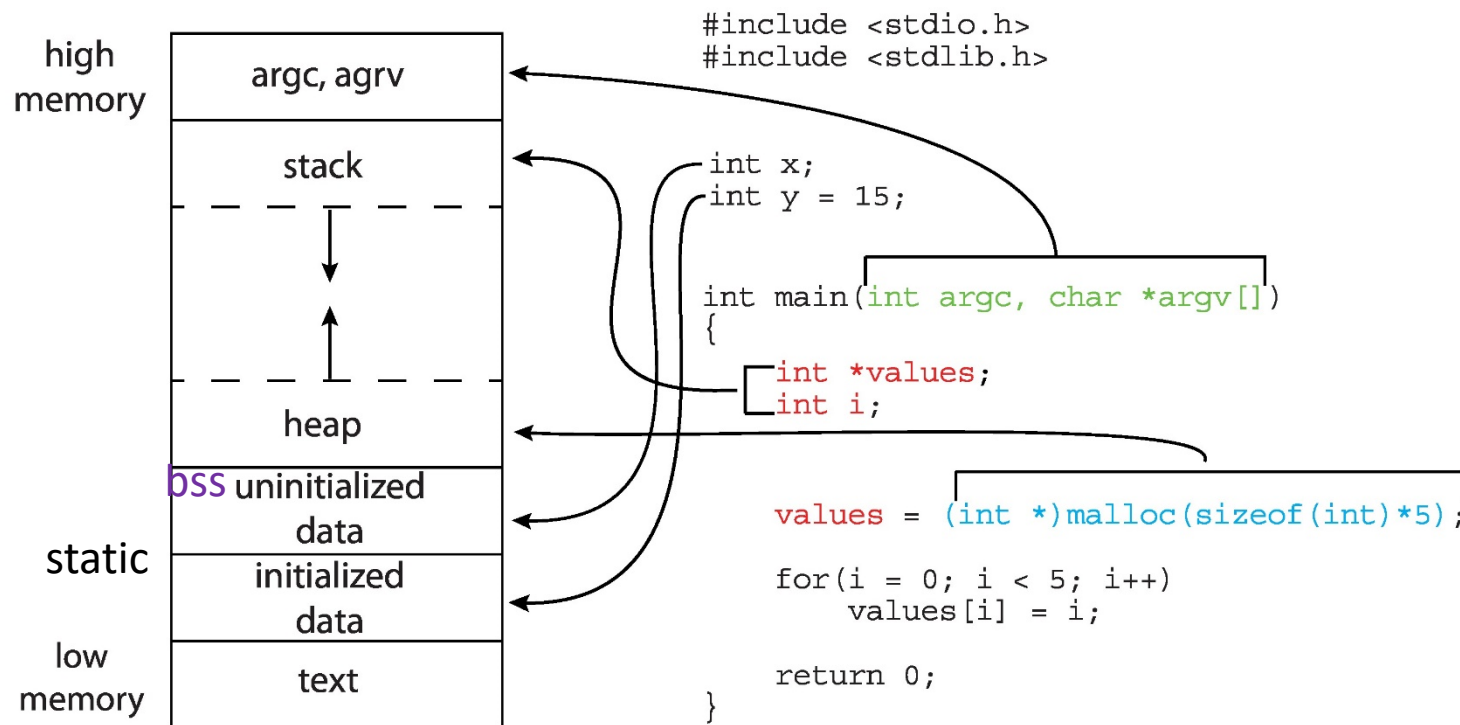 high
memory
argc, agrv
stack
heap
bss uninitialized
data
static
initialized
data
low
memory
text
#include <stdio.h>
#include <stdlib.h>
int x;
int y = 15;
int main(int argc, char *argv[])
{
int *values;
int i;
values = (int *)malloc(sizeof(int)*5);
for(i = 0; i < 5; i++)
values[i] = i;
return 0;
}